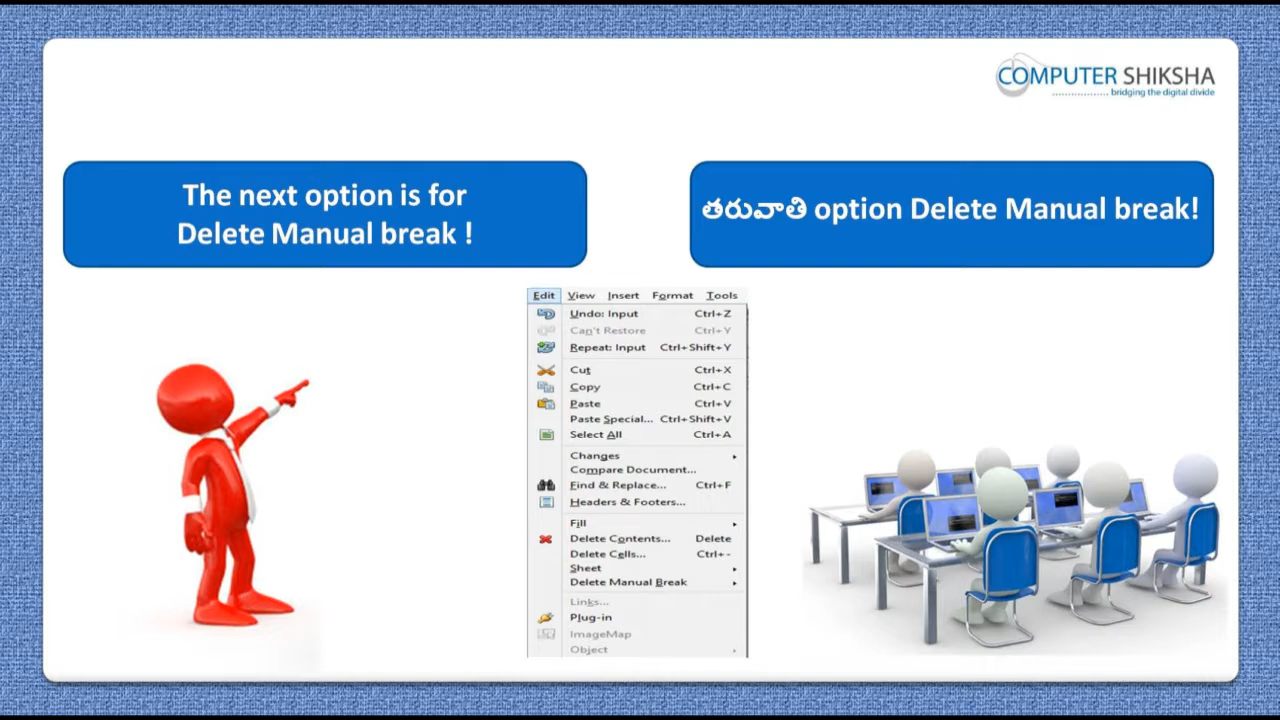 COMPUTER SHIKSHA
.................. bridging the digital divide
The next option is for
Delete Manual break !
తరువాతి option Delete Manual break!
Edit View Insert Format Tools
Undo: Input Ctrl+Z
Can't Restore Ctrl+Y
Repeat: Input Ctrl+Shift+Y
Cut Ctrl+X
Copy Ctrl+C
Paste Ctrl+V
Paste Special... Ctrl+Shift+V
Select All Ctrl+A
Changes
Compare Document...
Find & Replace... Ctrl+F
Headers & Footers...
Fill
Delete Contents... Delete
Delete Cells... Ctrl+-
Sheet
Delete Manual Break
Links...
Plug-in
ImageMap
Object